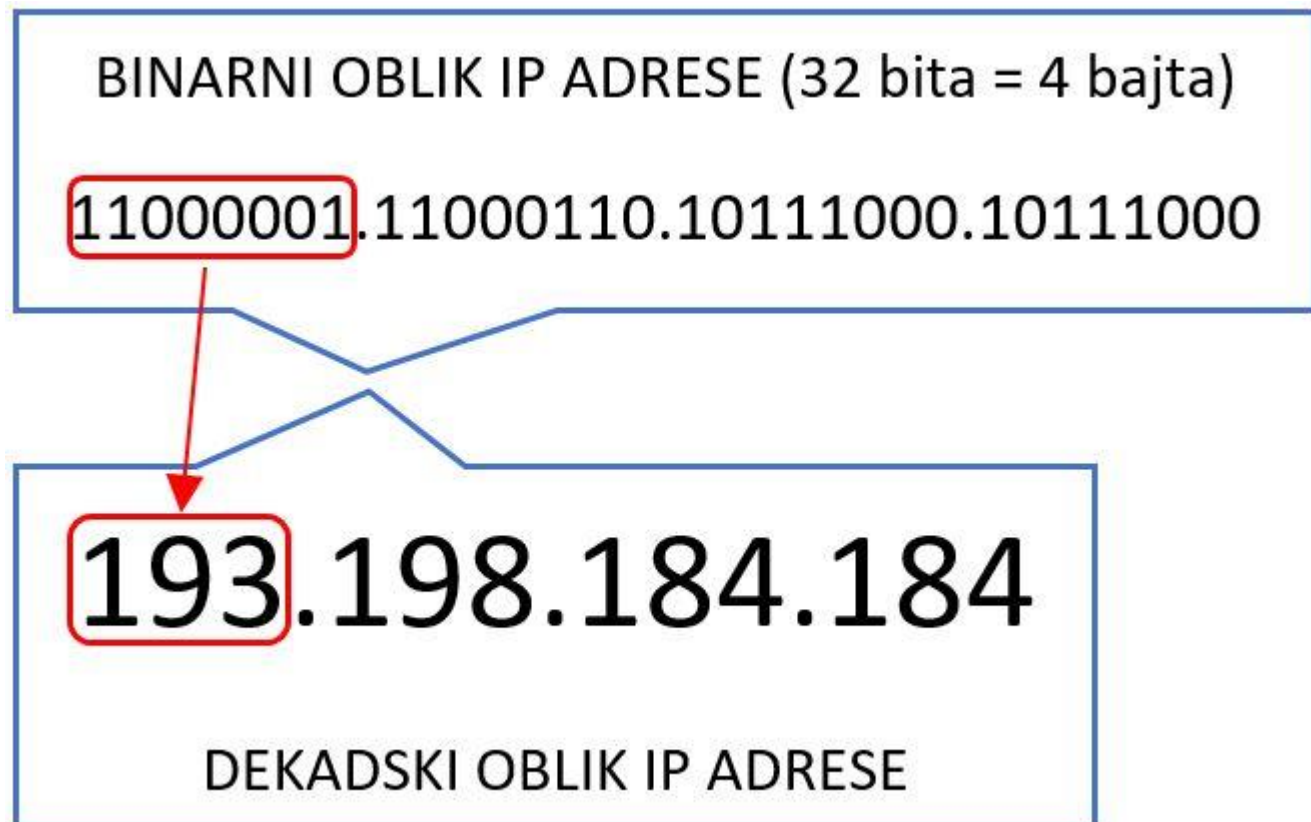 BINARNI OBLIK IP ADRESE (32 bita = 4 bajta)
11000001.11000110.10111000.10111000
193.198.184.184
DEKADSKI OBLIK IP ADRESE